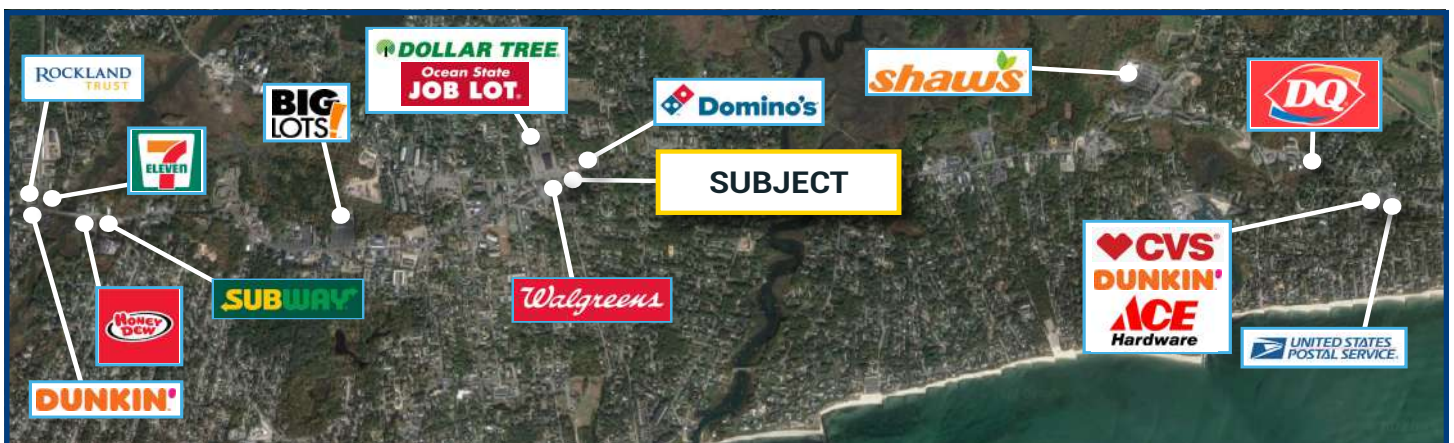 ROCKLAND
TRUST
7
ELEVEN
BIG
LOTS!
DOLLAR TREE
Ocean State
JOB LOT
Domino's
SUBJECT
shaw's
DQ
HONEY
DEW
SUBWAY
DUNKIN'
Walgreens
CVS
DUNKIN'
ACE
Hardware
UNITED STATES
POSTAL SERVICE